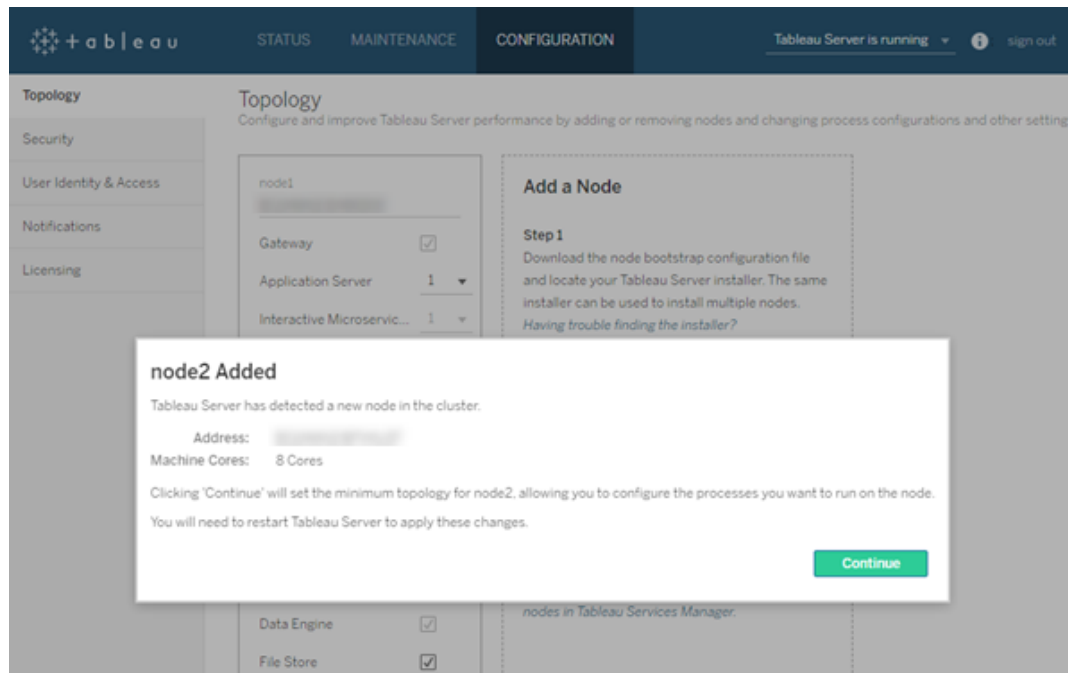 +ableau
STATUS MAINTENANCE CONFIGURATION Tableau Server is running i sign out
Topology
Security
User Identity & Access
Notifications
Licensing
Topology
Configure and improve Tableau Server performance by adding or removing nodes and changing process configurations and other setting
node1
Gateway
Application Server 1
Interactive Microservic... 1
Add a Node
Step 1
Download the node bootstrap configuration file
and locate your Tableau Server installer. The same
installer can be used to install multiple nodes.
Having trouble finding the installer?
node2 Added
Tableau Server has detected a new node in the cluster.
Address:
Machine Cores: 8 Cores
Clicking 'Continue' will set the minimum topology for node2, allowing you to configure the processes you want to run on the node.
You will need to restart Tableau Server to apply these changes.
Continue
Data Engine
File Store
nodes in Tableau Services Manager.